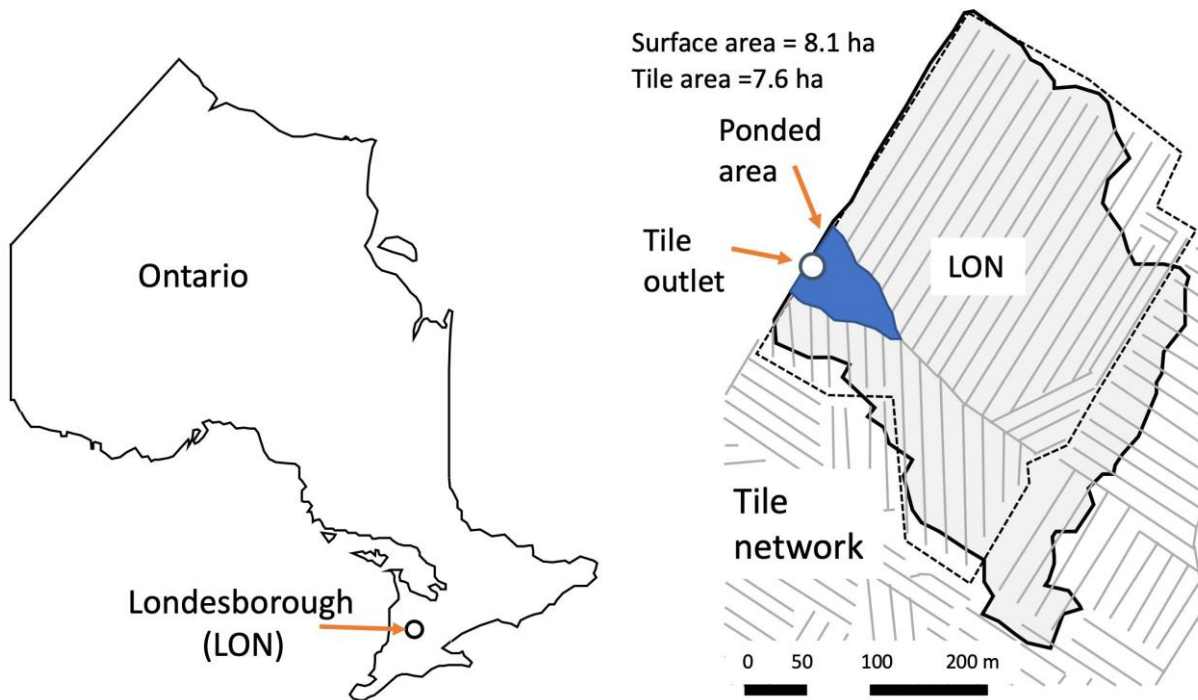 Ontario
Londesborough
(LON)
Surface area = 8.1 ha
Tile area =7.6 ha
Ponded
area
Tile
outlet
LON
Tile
network
0 50 100 200 m